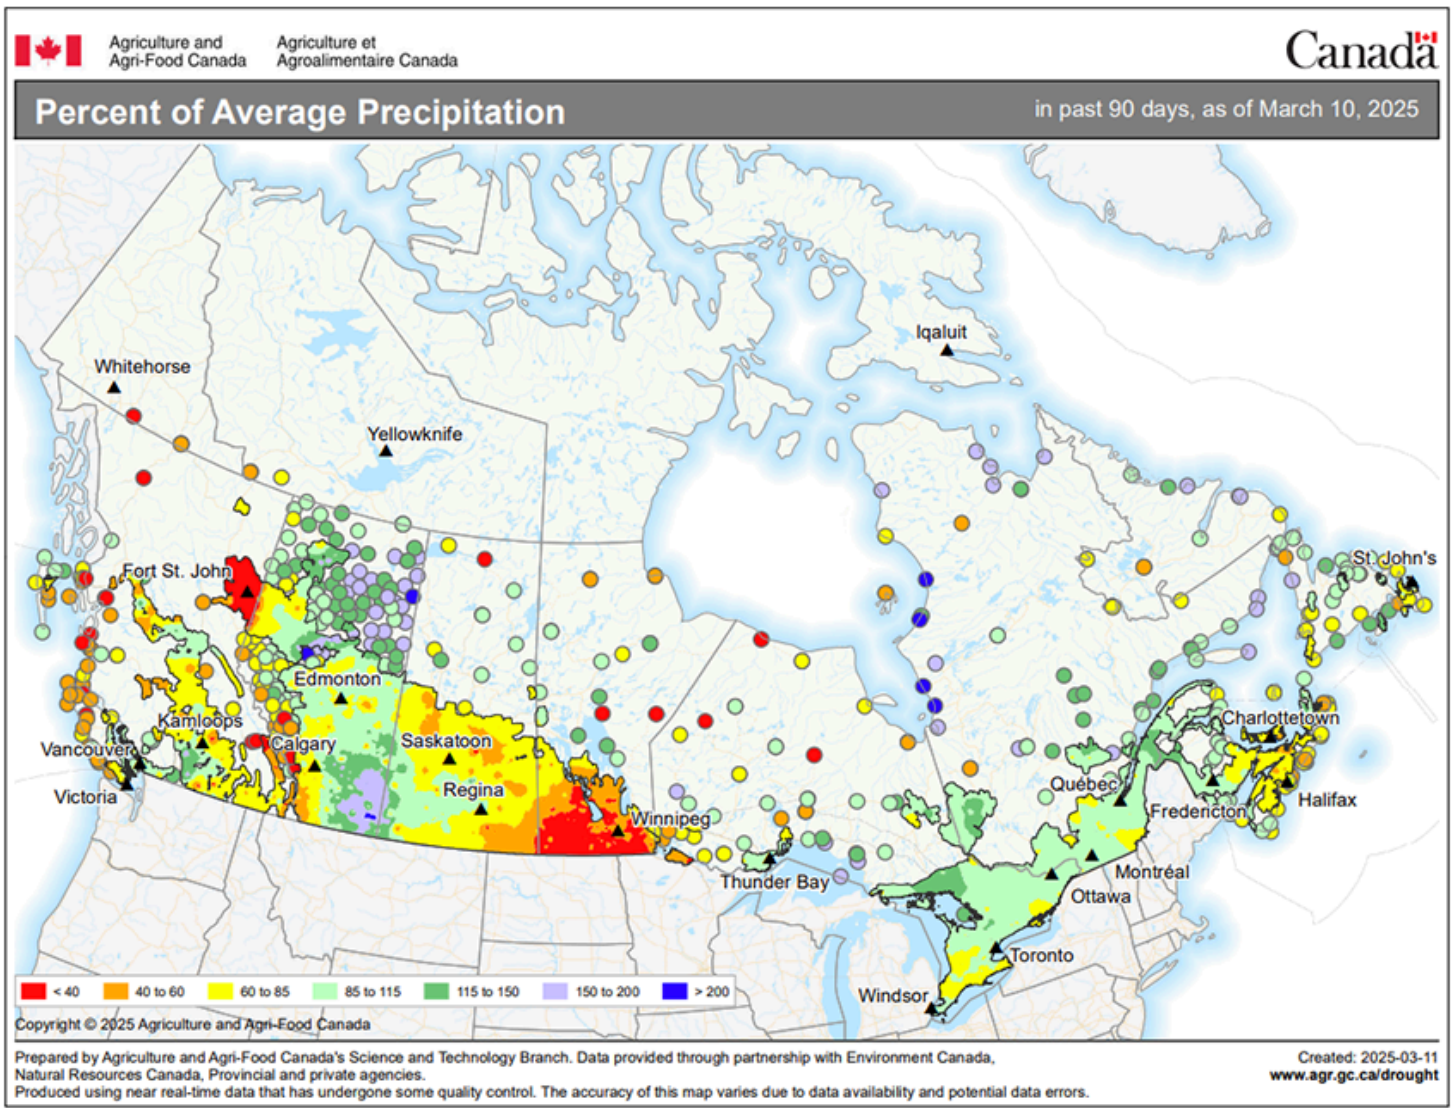 Agriculture and
Agri-Food Canada
Agriculture et
Agroalimentaire Canada
Canada
Percent of Average Precipitation
in past 90 days, as of March 10, 2025
Iqaluit
Whitehorse
Yellowknife
St. John's
Fort St. John
Edmonton
Kamloops
Charlottetown
Vancouver
Calgary
Saskatoon
Québec
Victoria
Regina
Halifax
Fredericton
Winnipeg
Montréal
Thunder Bay
Ottawa
Toronto
Windsor
< 40
40 to 60
60 to 85
85 to 115
115 to 150
150 to 200
> 200
Copyright © 2025 Agriculture and Agri-Food Canada
Prepared by Agriculture and Agri-Food Canada's Science and Technology Branch. Data provided through partnership with Environment Canada,
Natural Resources Canada, Provincial and private agencies.
Produced using near real-time data that has undergone some quality control. The accuracy of this map varies due to data availability and potential data errors.
Created: 2025-03-11
www.agr.gc.ca/drought